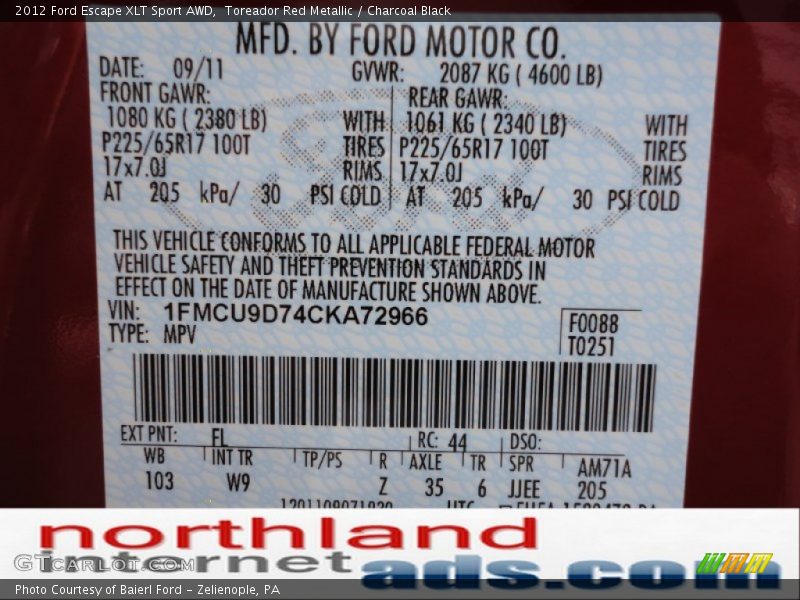 2012 Ford Escape XLT Sport AWD,  Toreador Red Metallic / Charcoal Black
MFD. BY FORD MOTOR CO.
DATE: 09/11 GVWR: 2087 KG ( 4600 LB)
FRONT GAWR: REAR GAWR:
1080 KG ( 2380 LB) WITH 1061 KG ( 2340 LB) WITH
P225/65R17 100T TIRES P225/65R17 100T TIRES
17x7.0J RIMS 17x7.0J RIMS
AT 205 kPa/ 30 PSI COLD AT 205 kPa/ 30 PSI COLD
THIS VEHICLE CONFORMS TO ALL APPLICABLE FEDERAL MOTOR
VEHICLE SAFETY AND THEFT PREVENTION STANDARDS IN
EFFECT ON THE DATE OF MANUFACTURE SHOWN ABOVE.
VIN: 1FMCU9D74CKA72966
F0088
TYPE: MPV
T0251
EXT PNT: FL RC: 44 DSO:
WB INT TR TP/PS R AXLE TR SPR AM71A
103 W9 Z 35 6 JJEE 205
northland
internet
ads.com
GTCARLOT.COM
Photo Courtesy of Baierl Ford - Zelienople, PA